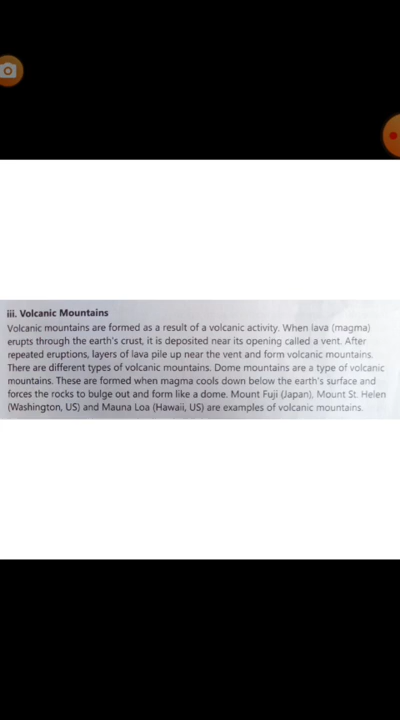 iii. Volcanic Mountains
Volcanic mountains are formed as a result of a volcanic activity. When lava (magma)
erupts through the earth's crust, it is deposited near its opening called a vent. After
repeated eruptions, layers of lava pile up near the vent and form volcanic mountains.
There are different types of volcanic mountains. Dome mountains are a type of volcanic
mountains. These are formed when magma cools down below the earth's surface and
forces the rocks to bulge out and form like a dome. Mount Fuji (Japan), Mount St. Helen
(Washington, US) and Mauna Loa (Hawaii, US) are examples of volcanic mountains.